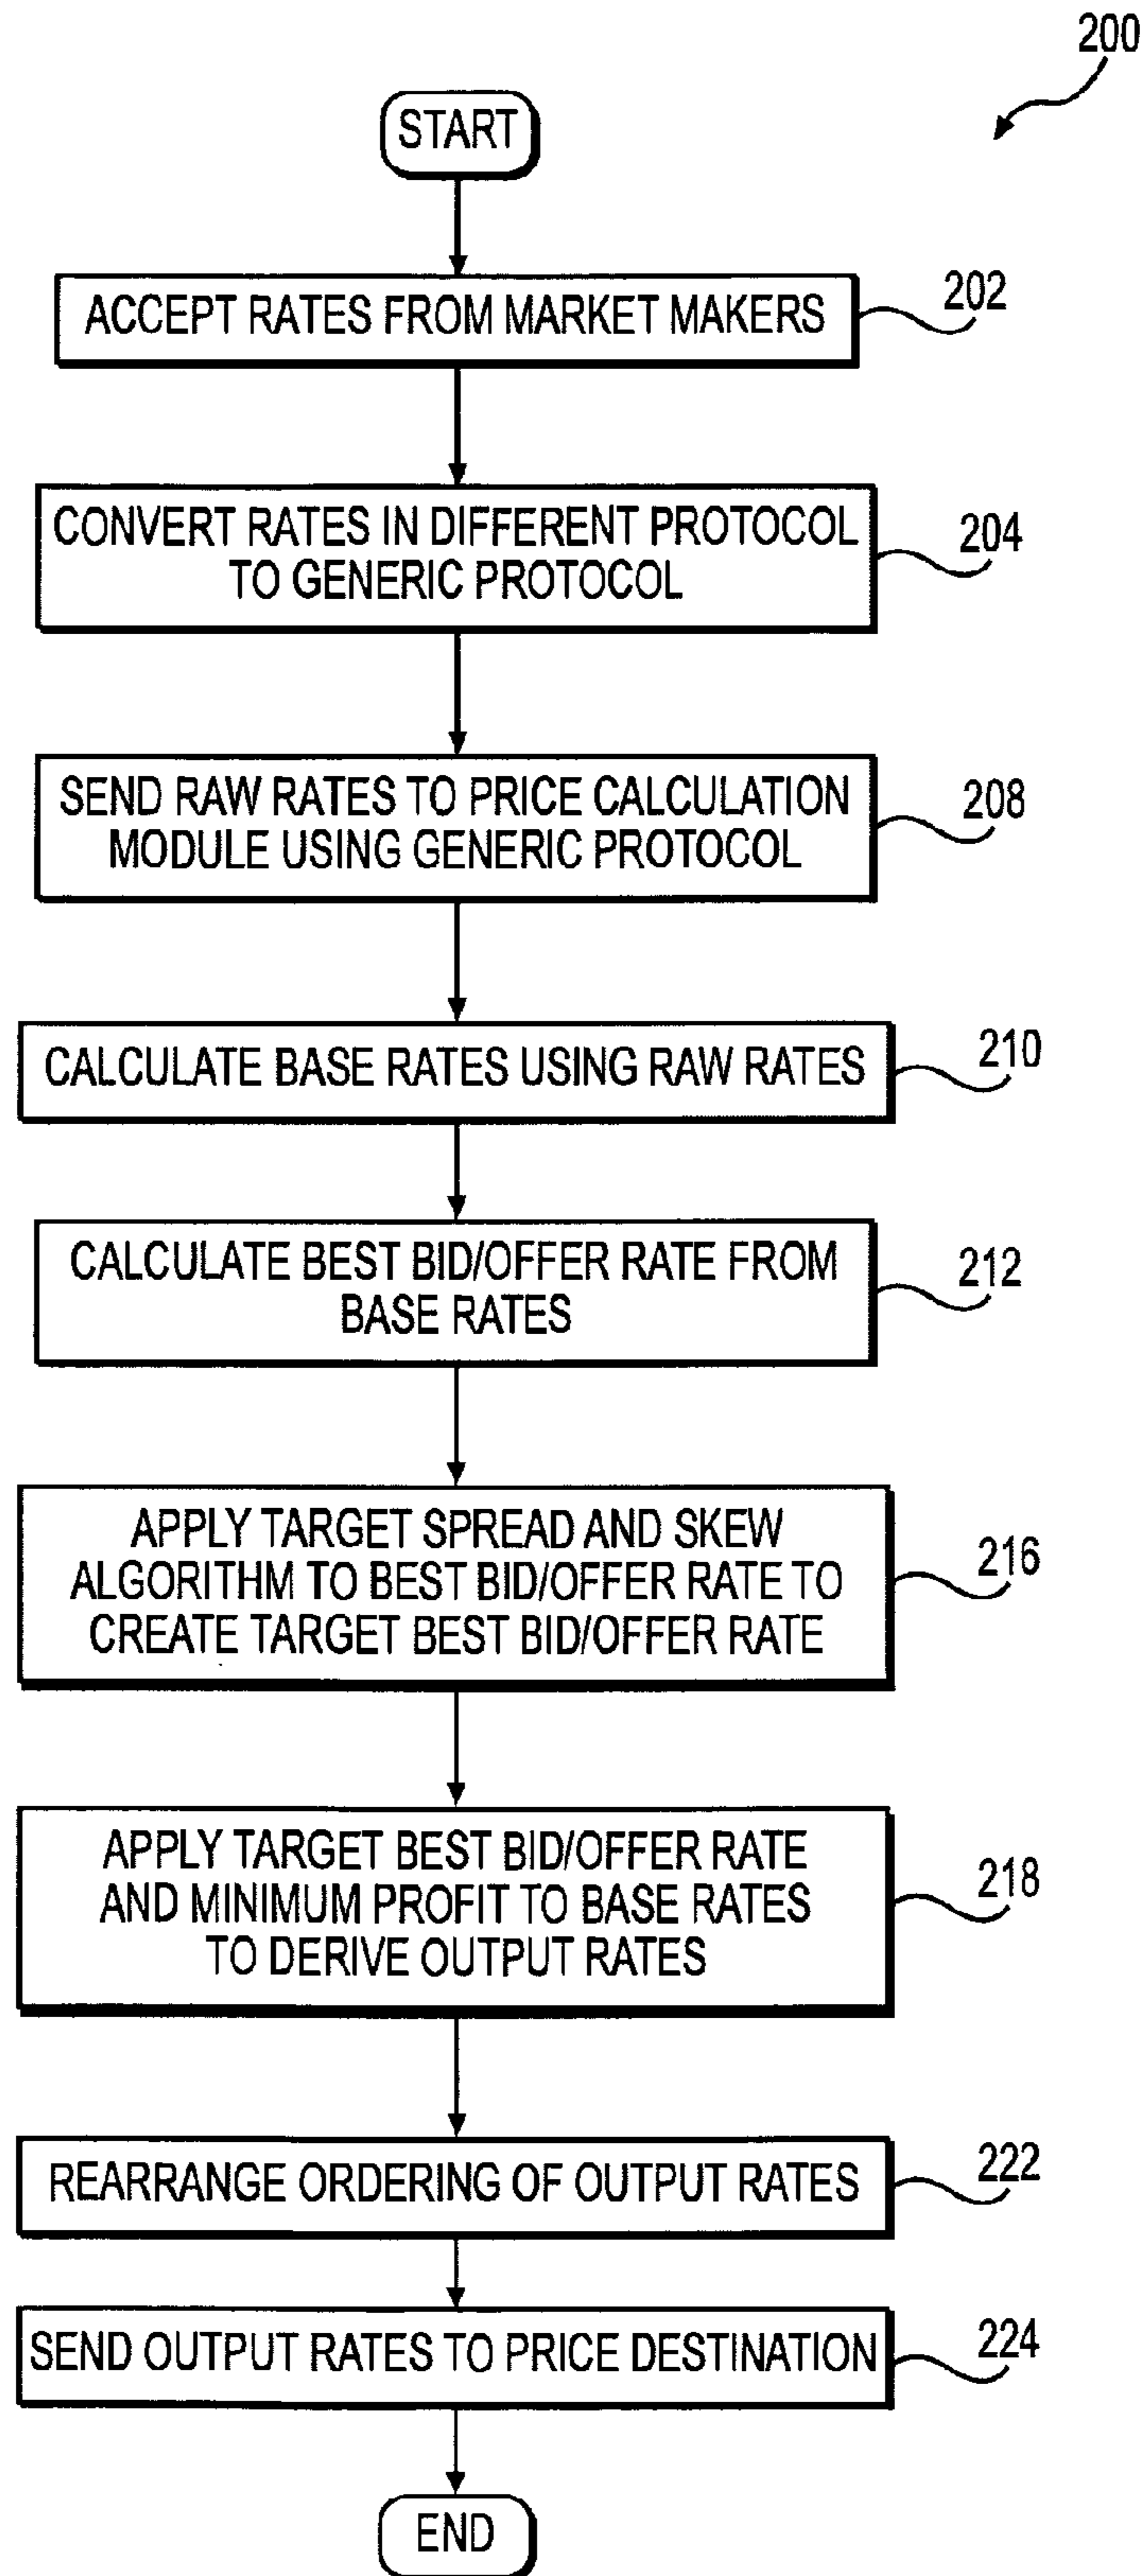 200
START
ACCEPT RATES FROM MARKET MAKERS
202
CONVERT RATES IN DIFFERENT PROTOCOL
TO GENERIC PROTOCOL
204
SEND RAW RATES TO PRICE CALCULATION
MODULE USING GENERIC PROTOCOL
208
CALCULATE BASE RATES USING RAW RATES
210
CALCULATE BEST BID/OFFER RATE FROM
BASE RATES
212
APPLY TARGET SPREAD AND SKEW
ALGORITHM TO BEST BID/OFFER RATE TO
CREATE TARGET BEST BID/OFFER RATE
216
APPLY TARGET BEST BID/OFFER RATE
AND MINIMUM PROFIT TO BASE RATES
TO DERIVE OUTPUT RATES
218
REARRANGE ORDERING OF OUTPUT RATES
222
SEND OUTPUT RATES TO PRICE DESTINATION
224
END